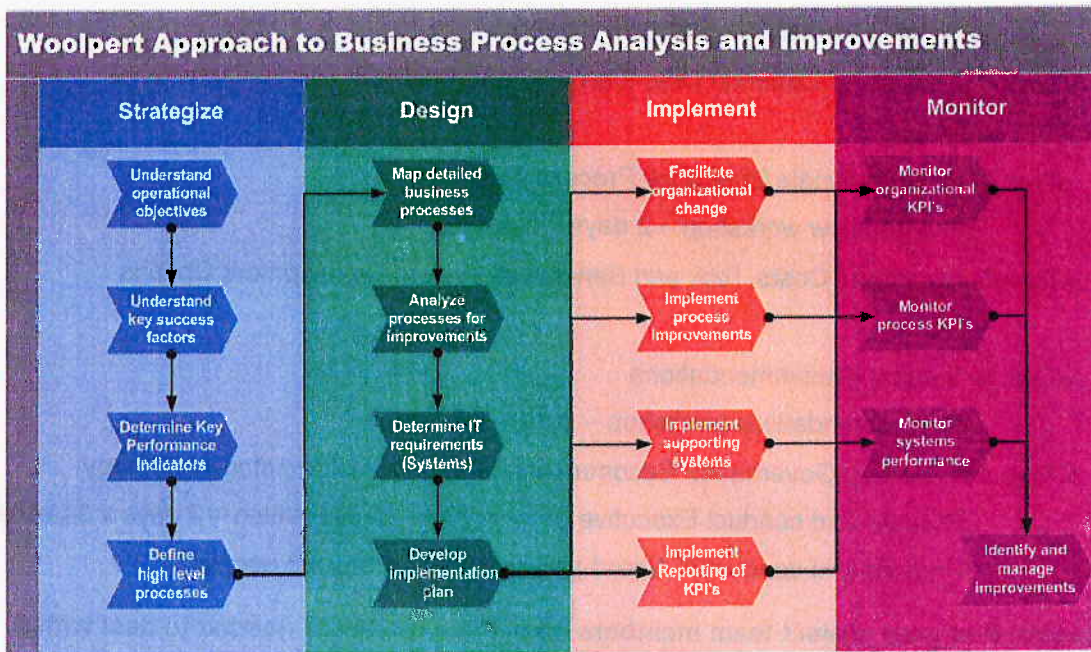 Woolpert Approach to Business Process Analysis and Improvements
Strategize
Understand
operational
objectives
Understand
key success
factors
Determine Key
Performance
Indicators
Define
high level
processes
Design
Map detailed
business
processes
Analyze
processes for
improvements
Determine IT
requirements
(Systems)
Develop
implementation
plan
Implement
Facilitate
organizational
change
Implement
process
improvements
Implement
supporting
systems
Implement
Reporting of
KPI's
Monitor
Monitor
organizational
KPI's
Monitor
process KPI's
Monitor
systems
performance
Identify and
manage
improvements